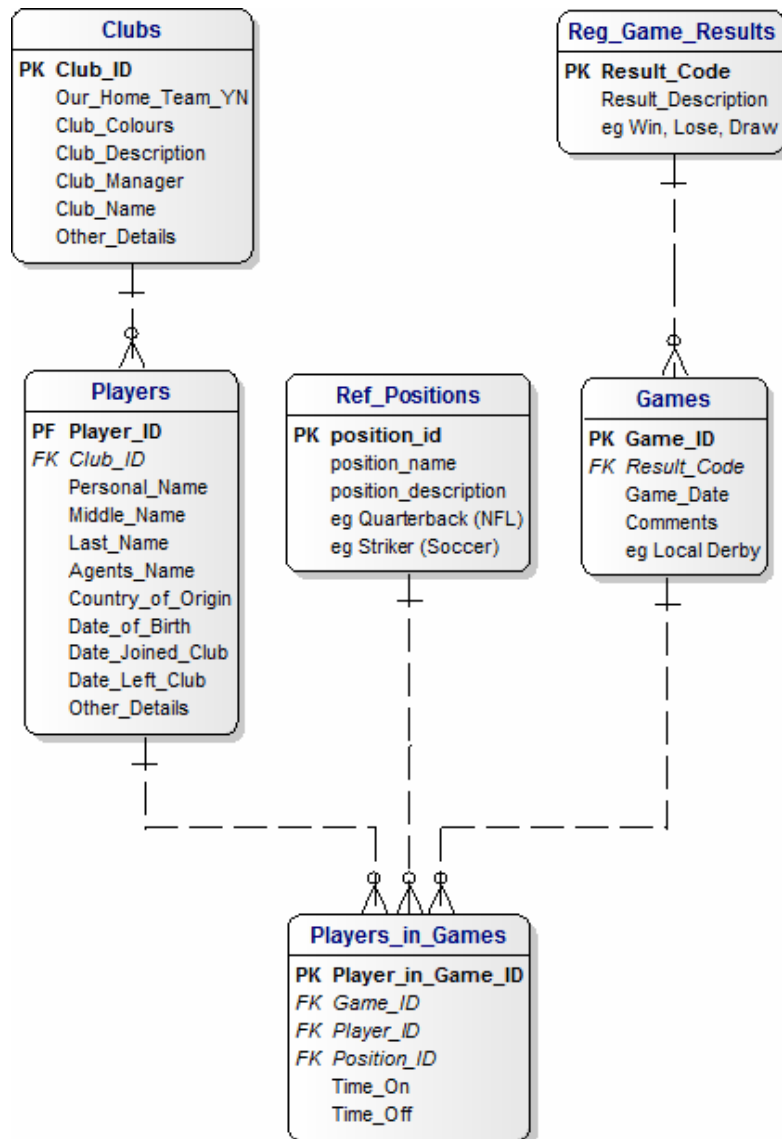 Clubs
PK Club_ID
Our_Home_Team_YN
Club_Colours
Club_Description
Club_Manager
Club_Name
Other_Details
Reg_Game_Results
PK Result_Code
Result_Description
eg Win, Lose, Draw
Players
PF Player_ID
FK Club_ID
Personal_Name
Middle_Name
Last_Name
Agents_Name
Country_of_Origin
Date_of_Birth
Date_Joined_Club
Date_Left_Club
Other_Details
Ref_Positions
PK position_id
position_name
position_description
eg Quarterback (NFL)
eg Striker (Soccer)
Games
PK Game_ID
FK Result_Code
Game_Date
Comments
eg Local Derby
Players_in_Games
PK Player_in_Game_ID
FK Game_ID
FK Player_ID
FK Position_ID
Time_On
Time_Off